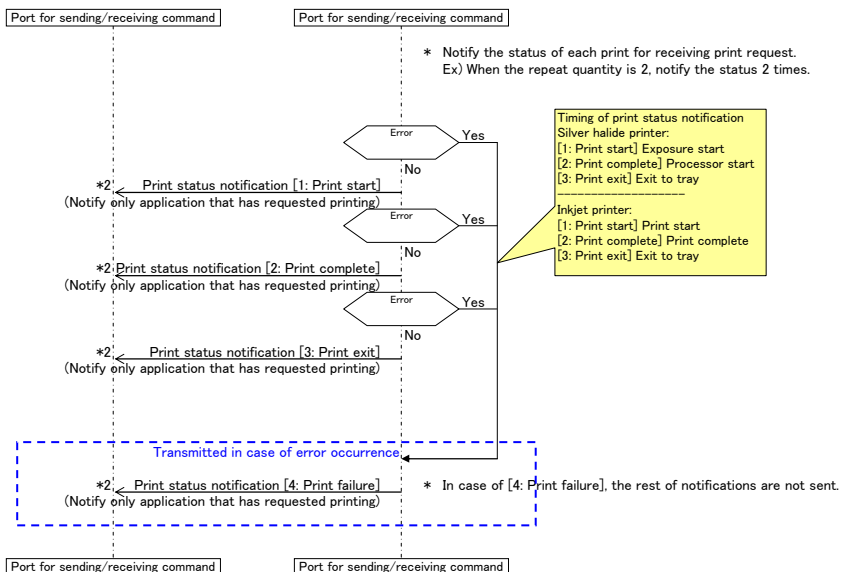 Port for sending/receiving command
Port for sending/receiving command
* Notify the status of each print for receiving print request.
Ex) When the repeat quantity is 2, notify the status 2 times.
Timing of print status notification
Silver halide printer:
[1: Print start] Exposure start
[2: Print complete] Processor start
[3: Print exit] Exit to tray
--------------------
Inkjet printer:
[1: Print start] Print start
[2: Print complete] Print complete
[3: Print exit] Exit to tray
Error
Yes
No
*2 Print status notification [1: Print start]
(Notify only application that has requested printing)
Error
Yes
No
*2 Print status notification [2: Print complete]
(Notify only application that has requested printing)
Error
Yes
No
*2 Print status notification [3: Print exit]
(Notify only application that has requested printing)
Transmitted in case of error occurrence
*2 Print status notification [4: Print failure]
(Notify only application that has requested printing)
* In case of [4: Print failure], the rest of notifications are not sent.
Port for sending/receiving command
Port for sending/receiving command